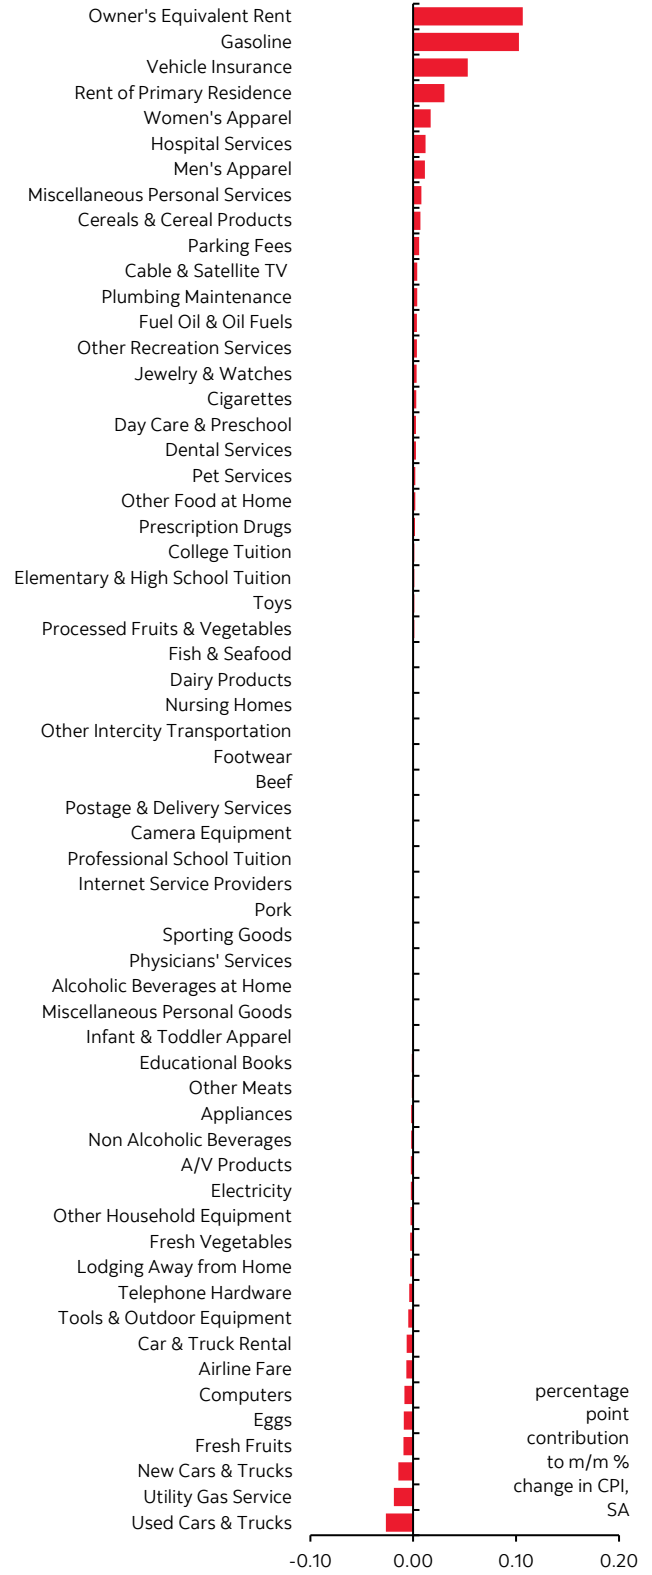 Owner's Equivalent Rent
Gasoline
Vehicle Insurance
Rent of Primary Residence
Women's Apparel
Hospital Services
Men's Apparel
Miscellaneous Personal Services
Cereals & Cereal Products
Parking Fees
Cable & Satellite TV
Plumbing Maintenance
Fuel Oil & Oil Fuels
Other Recreation Services
Jewelry & Watches
Cigarettes
Day Care & Preschool
Dental Services
Pet Services
Other Food at Home
Prescription Drugs
College Tuition
Elementary & High School Tuition
Toys
Processed Fruits & Vegetables
Fish & Seafood
Dairy Products
Nursing Homes
Other Intercity Transportation
Footwear
Beef
Postage & Delivery Services
Camera Equipment
Professional School Tuition
Internet Service Providers
Pork
Sporting Goods
Physicians' Services
Alcoholic Beverages at Home
Miscellaneous Personal Goods
Infant & Toddler Apparel
Educational Books
Other Meats
Appliances
Non Alcoholic Beverages
A/V Products
Electricity
Other Household Equipment
Fresh Vegetables
Lodging Away from Home
Telephone Hardware
Tools & Outdoor Equipment
Car & Truck Rental
Airline Fare
Computers
Eggs
Fresh Fruits
New Cars & Trucks
Utility Gas Service
Used Cars & Trucks
percentage
point
contribution
to m/m %
change in CPI,
SA
-0.10 0.00 0.10 0.20